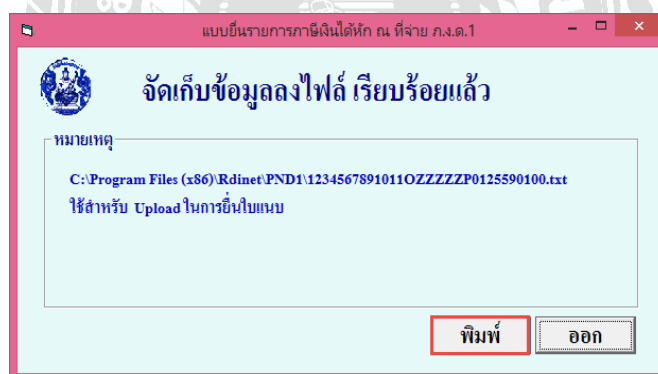 แบบยื่นรายการภาษีเงินได้หัก ณ ที่จ่าย ภ.ง.ด.1
จัดเก็บข้อมูลลงไฟล์ เรียบร้อยแล้ว
หมายเหตุ
C:\Program Files (x86)\Rdinet\PND1\1234567891011OZZZZZP0125590100.txt
ใช้สำหรับ Upload ในการยื่นใบแนบ
พิมพ์
ออก